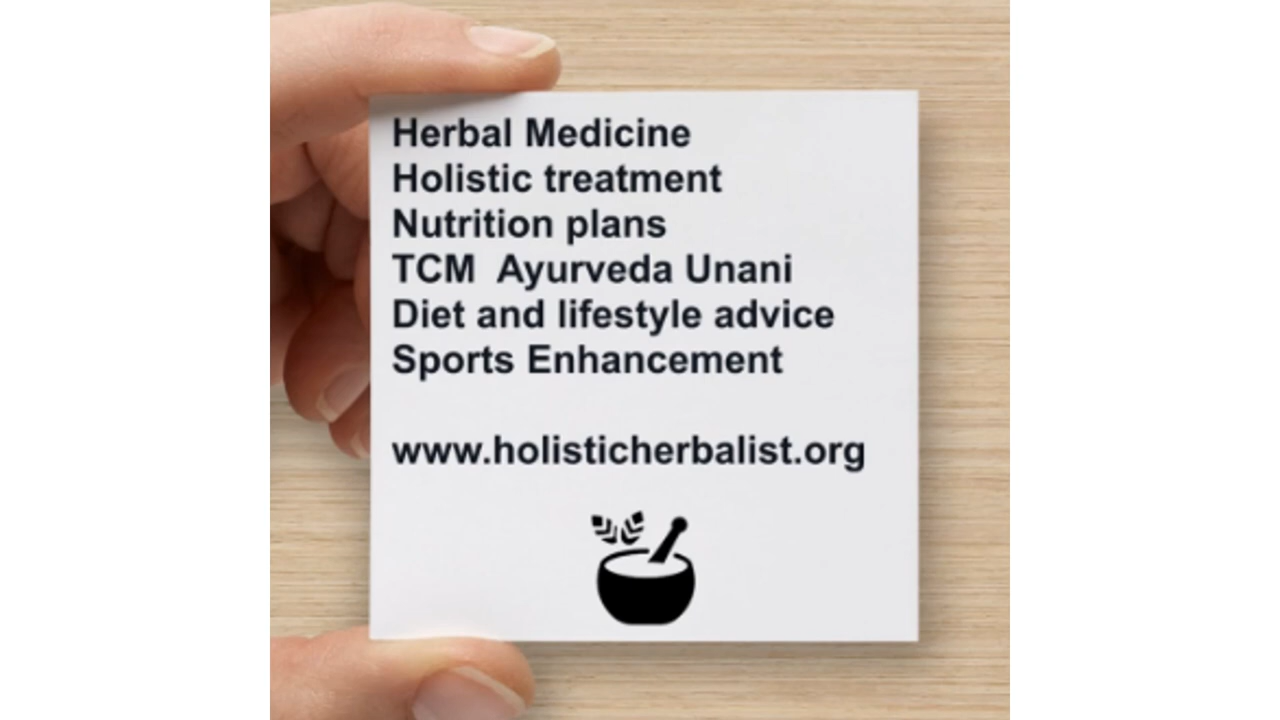 Herbal Medicine
Holistic treatment
Nutrition plans
TCM  Ayurveda Unani
Diet and lifestyle advice
Sports Enhancement
www.holisticherbalist.org